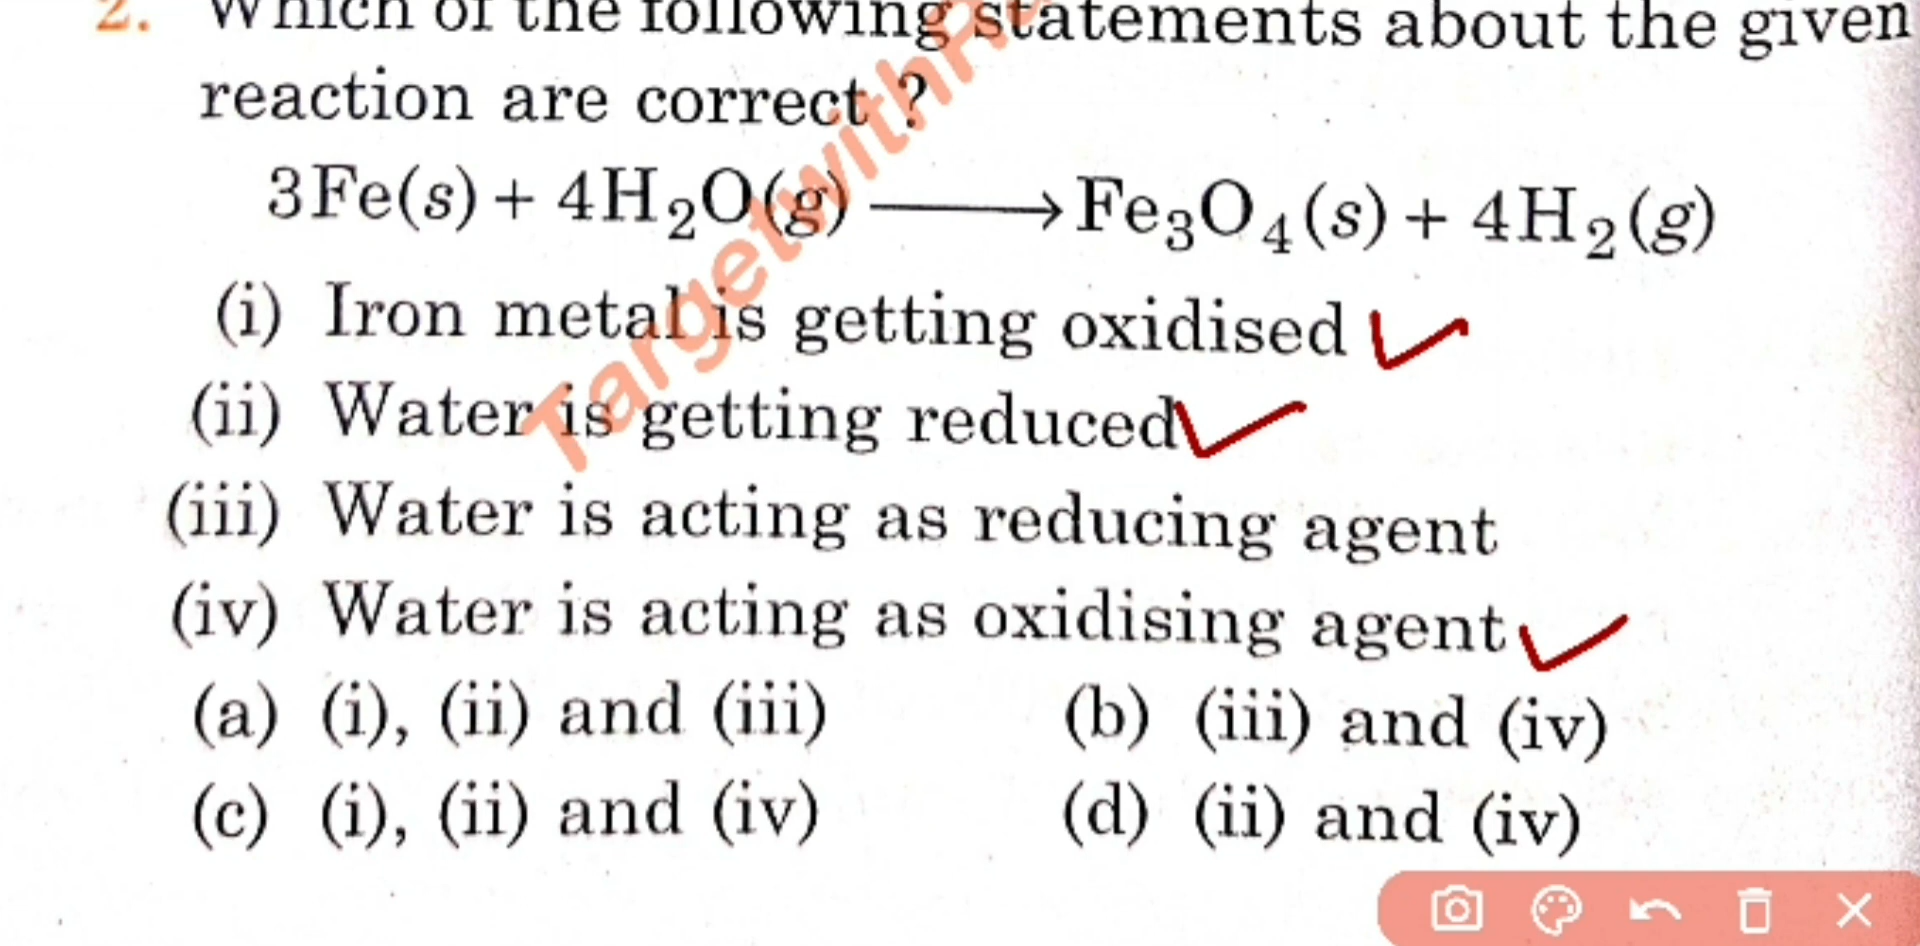 2. Which of the following statements about the given
reaction are correct ?
3Fe(s) + 4H₂O(g) ⟶ Fe₃O₄(s) + 4H₂(g)
(i) Iron metal is getting oxidised
(ii) Water is getting reduced
(iii) Water is acting as reducing agent
(iv) Water is acting as oxidising agent
(a) (i), (ii) and (iii) (b) (iii) and (iv)
(c) (i), (ii) and (iv) (d) (ii) and (iv)